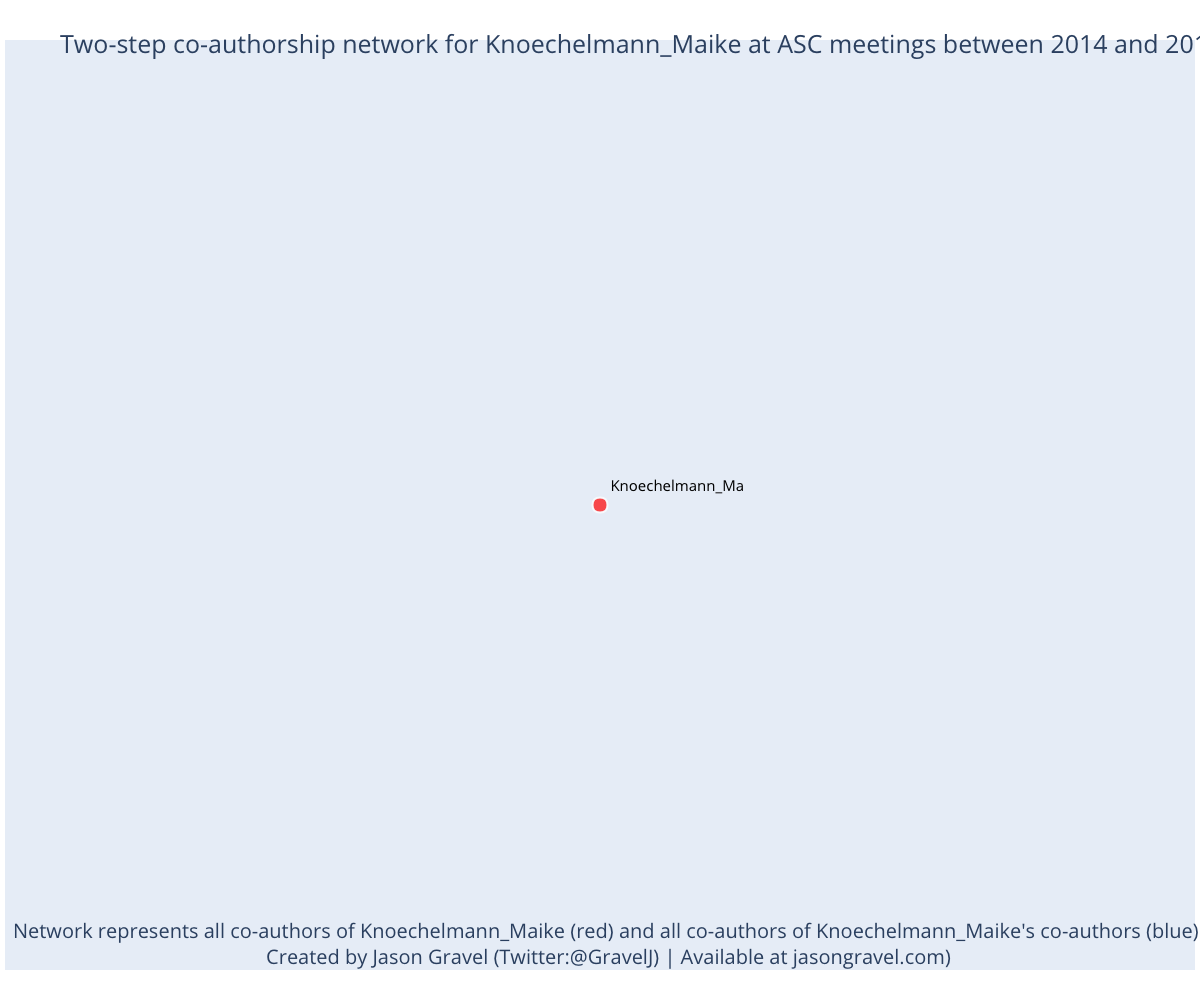 Two-step co-authorship network for Knoechelmann_Maike at ASC meetings between 2014 and 201
Knoechelmann_Ma
Network represents all co-authors of Knoechelmann_Maike (red) and all co-authors of Knoechelmann_Maike's co-authors (blue)
Created by Jason Gravel (Twitter:@GravelJ) | Available at jasongravel.com)